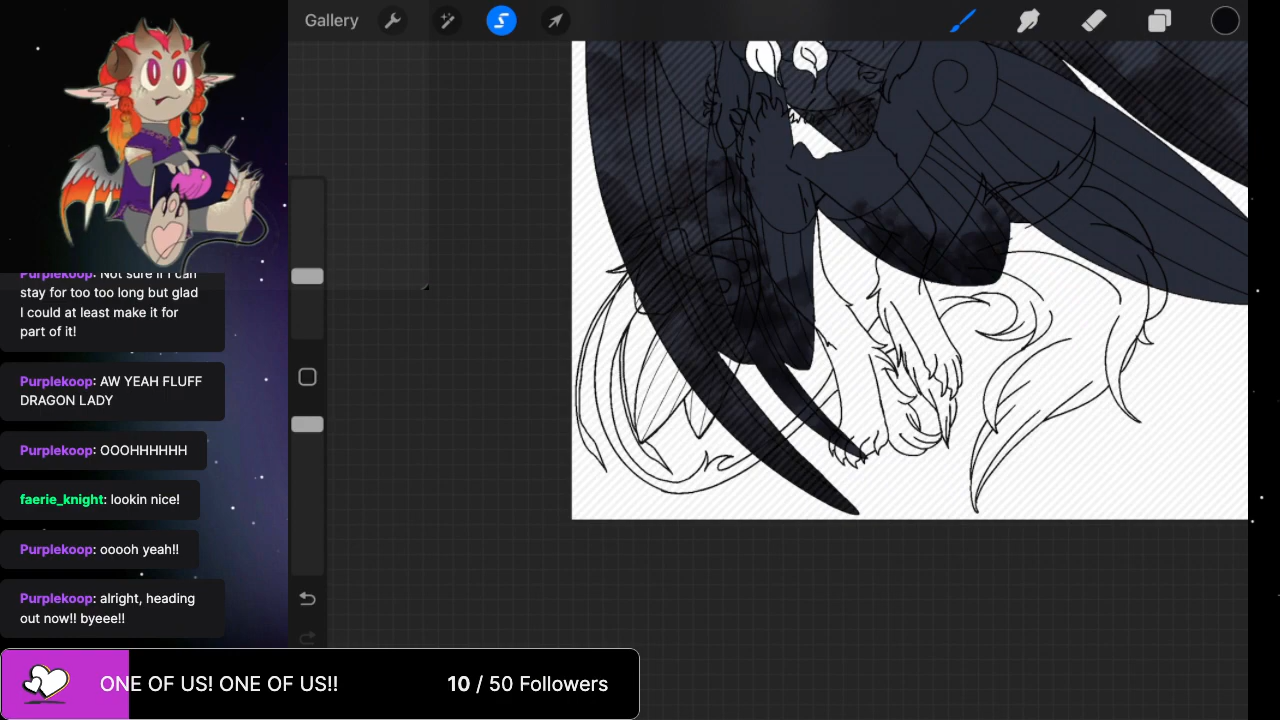 Gallery
Purplekoop: Not sure if I can
stay for too too long but glad
I could at least make it for
part of it!
Purplekoop: AW YEAH FLUFF
DRAGON LADY
Purplekoop: OOOHHHHHH
faerie_knight: lookin nice!
Purplekoop: ooooh yeah!!
Purplekoop: alright, heading
out now!! byeee!!
ONE OF US! ONE OF US!! 10 / 50 Followers